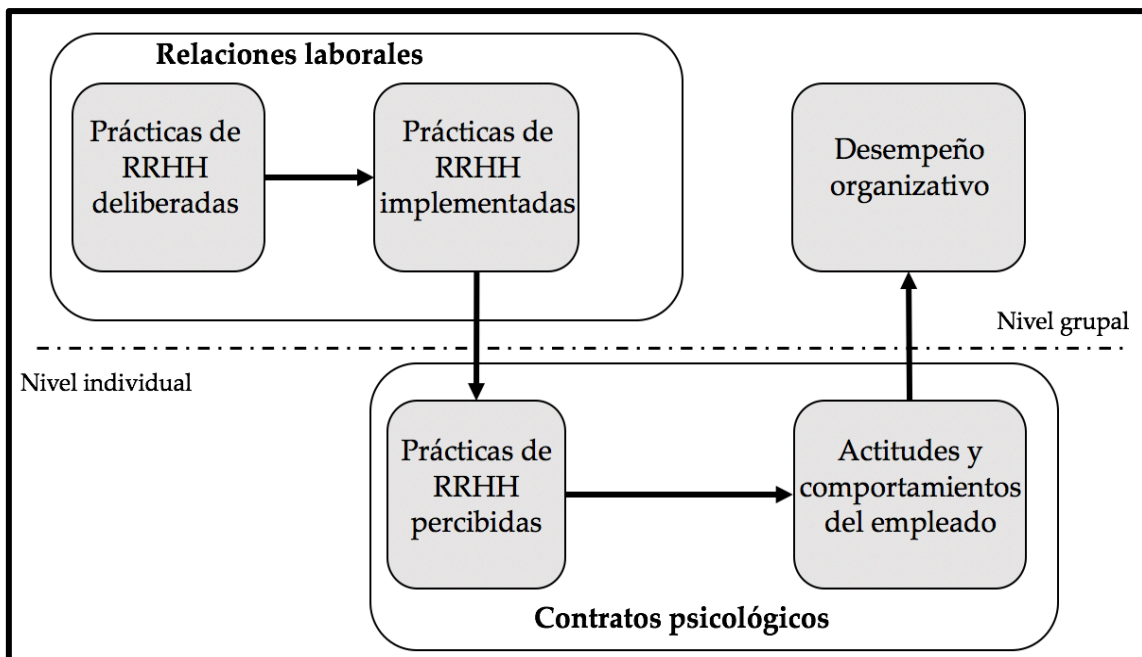 Relaciones laborales
Prácticas de
RRHH
deliberadas
Prácticas de
RRHH
implementadas
Desempeño
organizativo
Nivel grupal
Nivel individual
Prácticas de
RRHH
percibidas
Actitudes y
comportamientos
del empleado
Contratos psicológicos